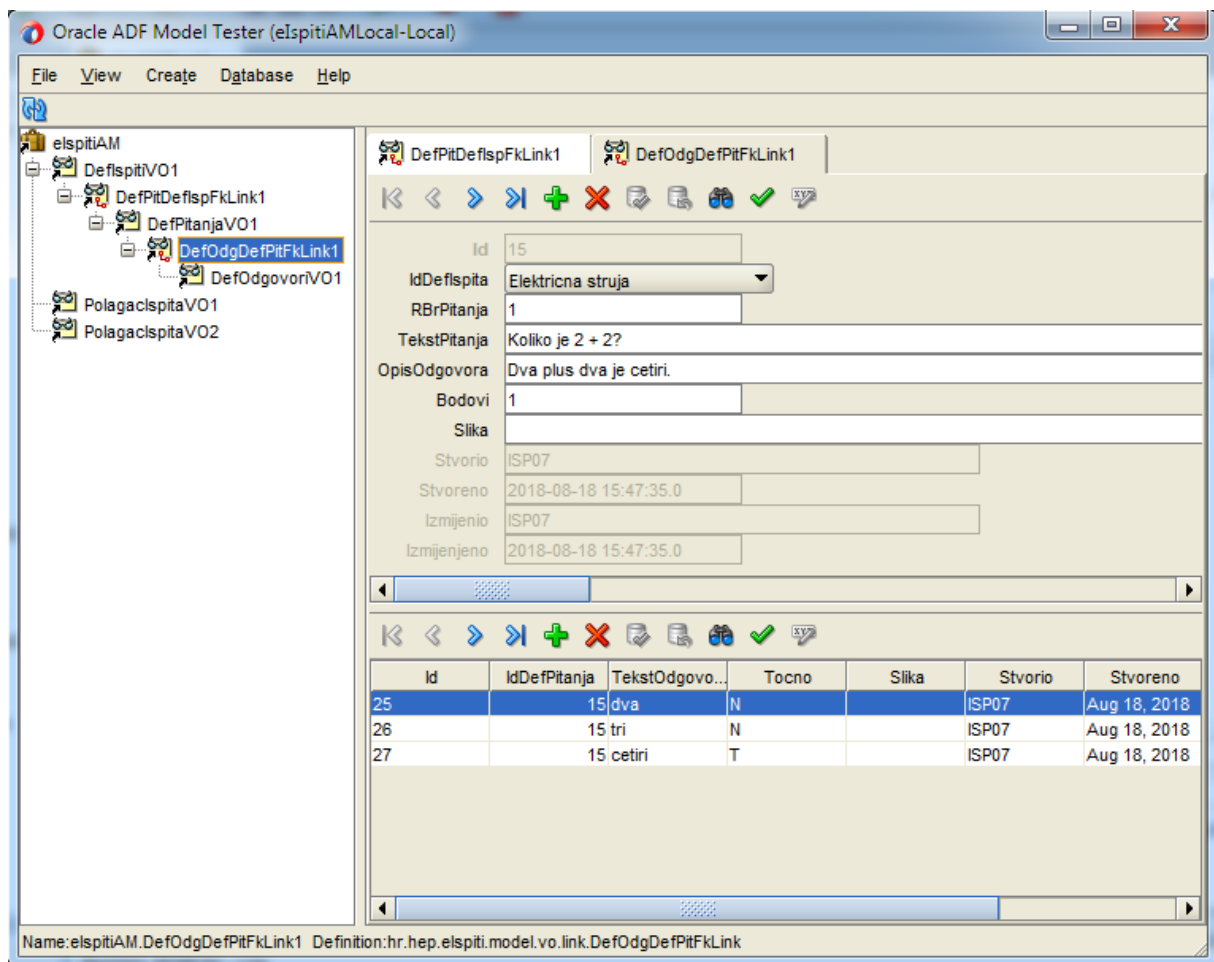 Oracle ADF Model Tester (eIspitiAMLocal-Local)
File View Create Database Help
eIspitiAM
DefIspitiVO1
DefPitDefIspFkLink1
DefPitanjaVO1
DefOdgDefPitFkLink1
DefOdgovoriVO1
PolagacIspitaVO1
PolagacIspitaVO2
DefPitDefIspFkLink1 DefOdgDefPitFkLink1
Id 15
IdDefIspita Elektricna struja
RBrPitanja 1
TekstPitanja Koliko je 2 + 2?
OpisOdgovora Dva plus dva je cetiri.
Bodovi 1
Slika
Stvorio ISP07
Stvoreno 2018-08-18 15:47:35.0
Izmijenio ISP07
Izmijenjeno 2018-08-18 15:47:35.0
Id IdDefPitanja TekstOdgovo... Tocno Slika Stvorio Stvoreno
25 15 dva N ISP07 Aug 18, 2018
26 15 tri N ISP07 Aug 18, 2018
27 15 cetiri T ISP07 Aug 18, 2018
Name:eIspitiAM.DefOdgDefPitFkLink1 Definition:hr.hep.eIspiti.model.vo.link.DefOdgDefPitFkLink